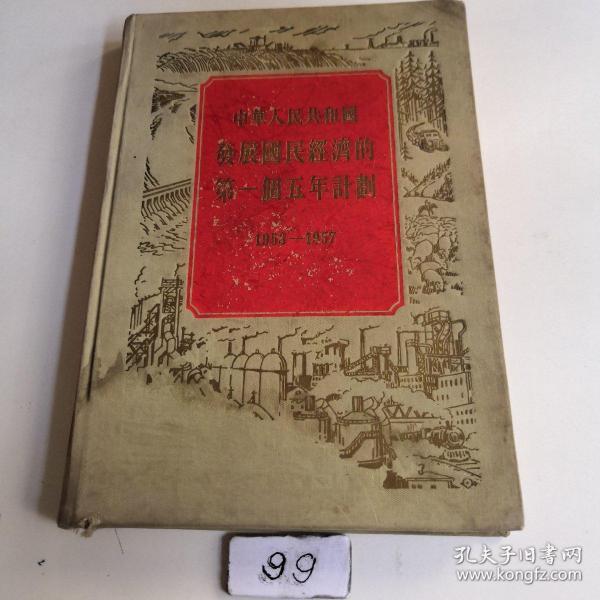 中華人民共和國
發展國民經濟的
第一個五年計劃
1953—1957
99
孔夫子旧书网
www.kongfz.com